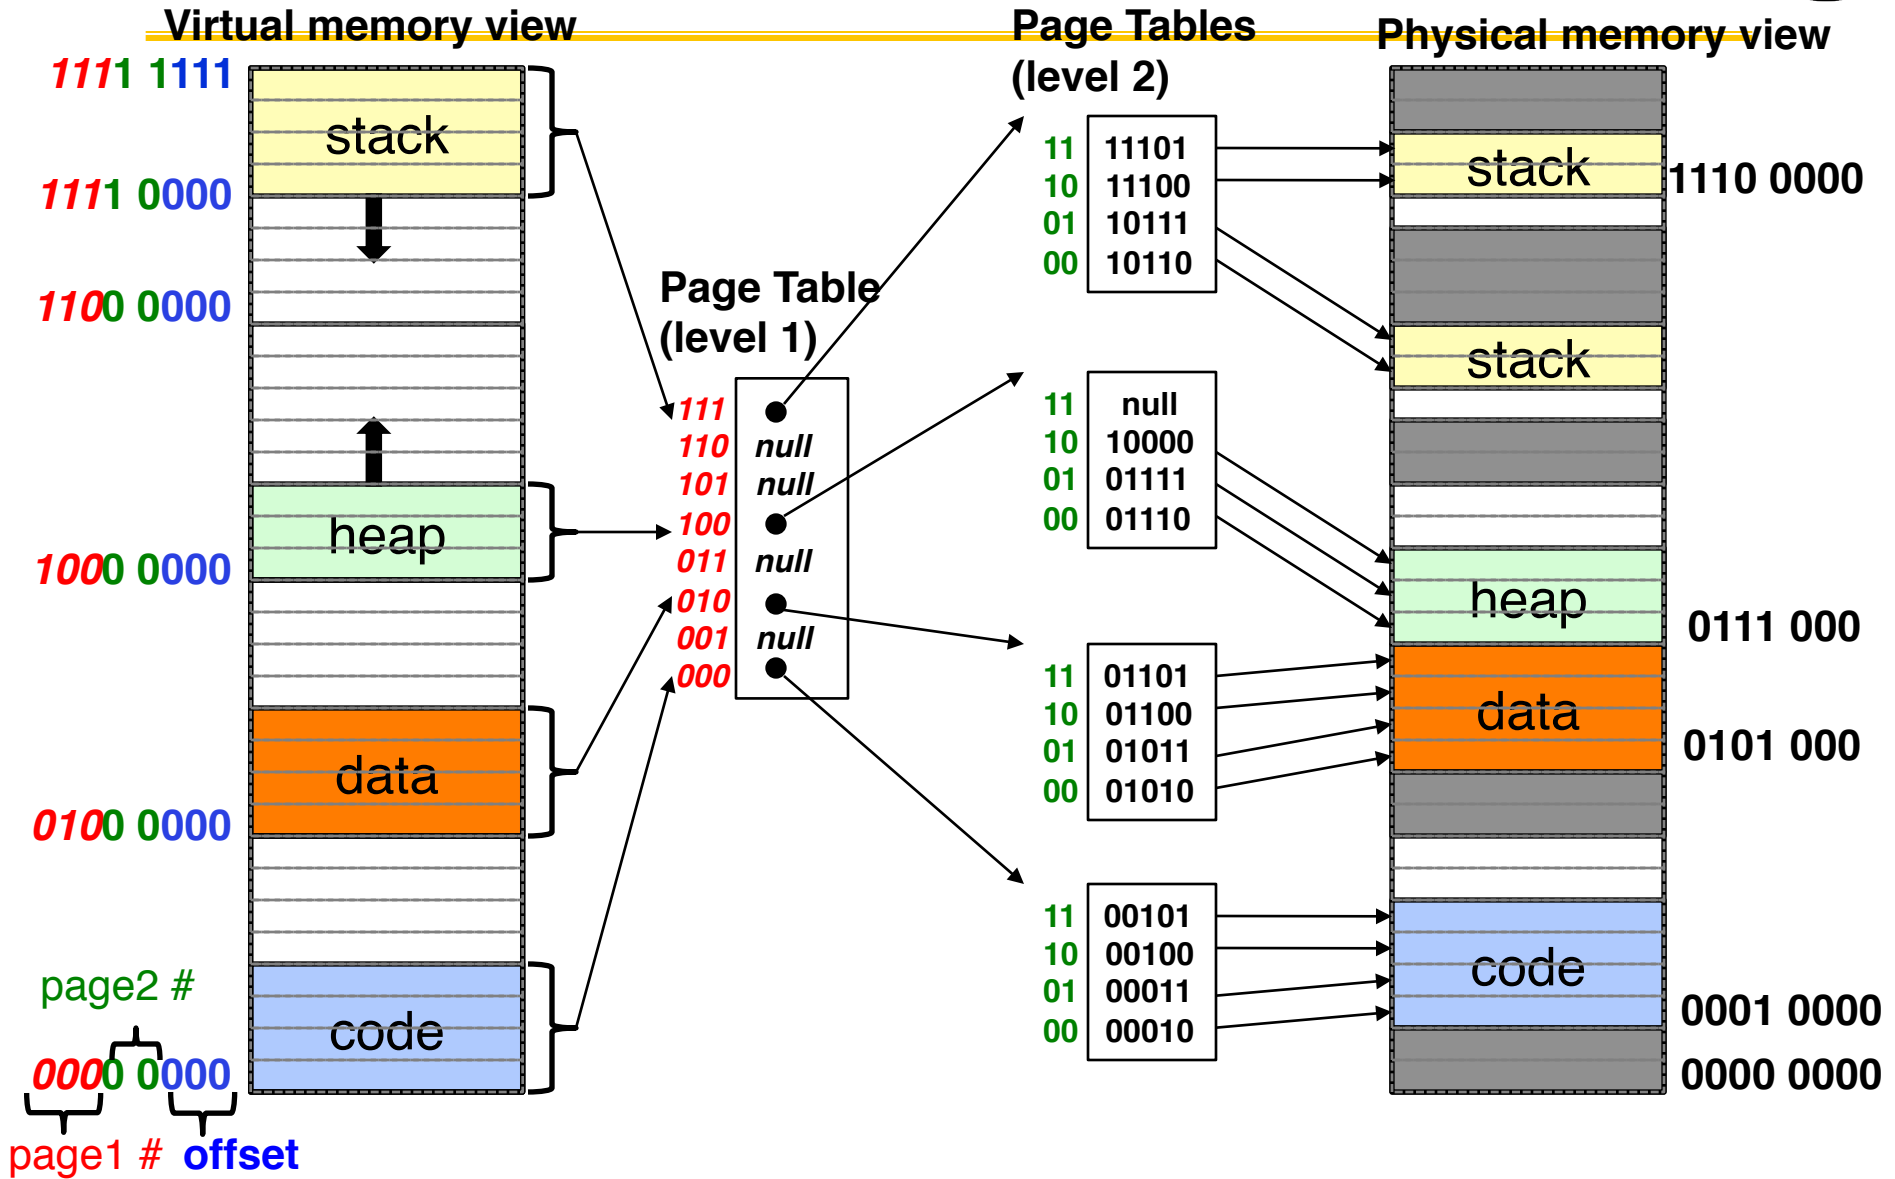 Virtual memory view
1111 1111
stack
1111 0000
1100 0000
heap
1000 0000
data
0100 0000
page2 #
code
0000 0000
page1 # offset
Page Table
(level 1)
111
110 null
101 null
100
011 null
010
001 null
000
Page Tables
(level 2)
11 11101
10 11100
01 10111
00 10110
11 null
10 10000
01 01111
00 01110
11 01101
10 01100
01 01011
00 01010
11 00101
10 00100
01 00011
00 00010
Physical memory view
stack 1110 0000
stack
heap
0111 000
data
0101 000
code
0001 0000
0000 0000